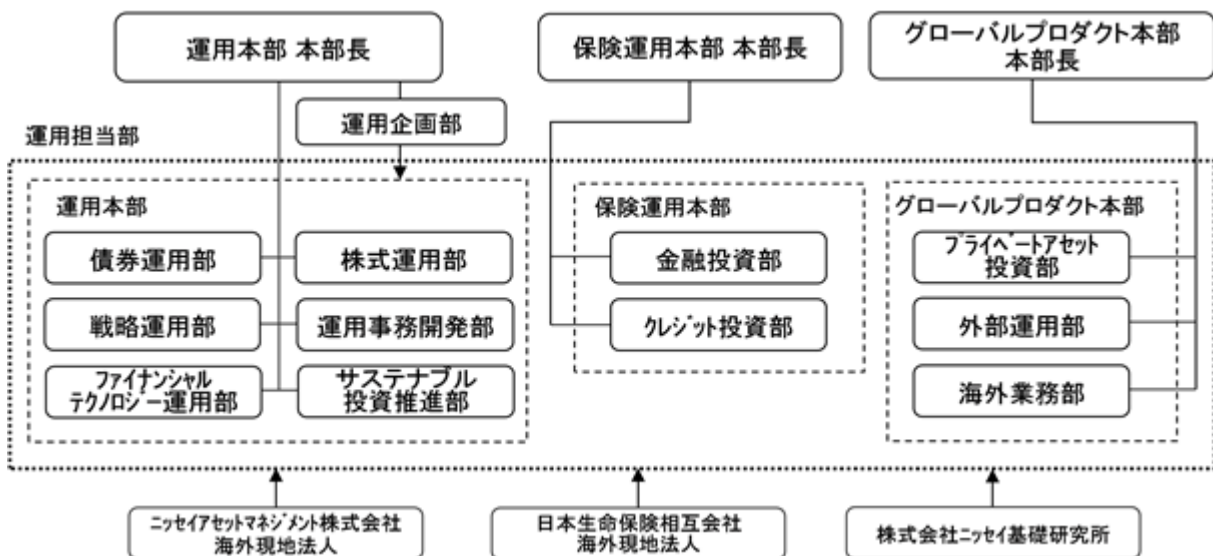 運用本部 本部長
保険運用本部 本部長
グローバルプロダクト本部
本部長
運用企画部
運用担当部
運用本部
保険運用本部
グローバルプロダクト本部
債券運用部
株式運用部
金融投資部
プライベートアセット
投資部
戦略運用部
運用事務開発部
クレジット投資部
外部運用部
ファイナンシャル
テクノロジー運用部
サステナブル
投資推進部
海外業務部
ニッセイアセットマネジメント株式会社
海外現地法人
日本生命保険相互会社
海外現地法人
株式会社ニッセイ基礎研究所